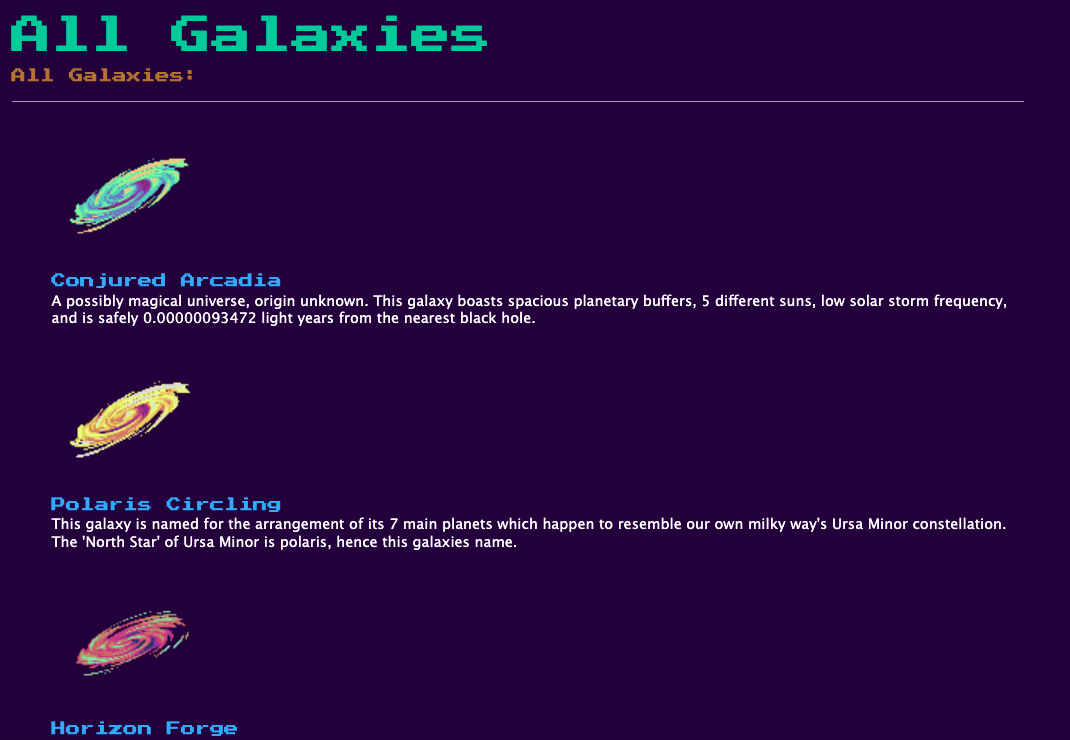 All Galaxies
All Galaxies:
Conjured Arcadia
A possibly magical universe, origin unknown. This galaxy boasts spacious planetary buffers, 5 different suns, low solar storm frequency,
and is safely 0.00000093472 light years from the nearest black hole.
Polaris Circling
This galaxy is named for the arrangement of its 7 main planets which happen to resemble our own milky way's Ursa Minor constellation.
The 'North Star' of Ursa Minor is polaris, hence this galaxies name.
Horizon Forge